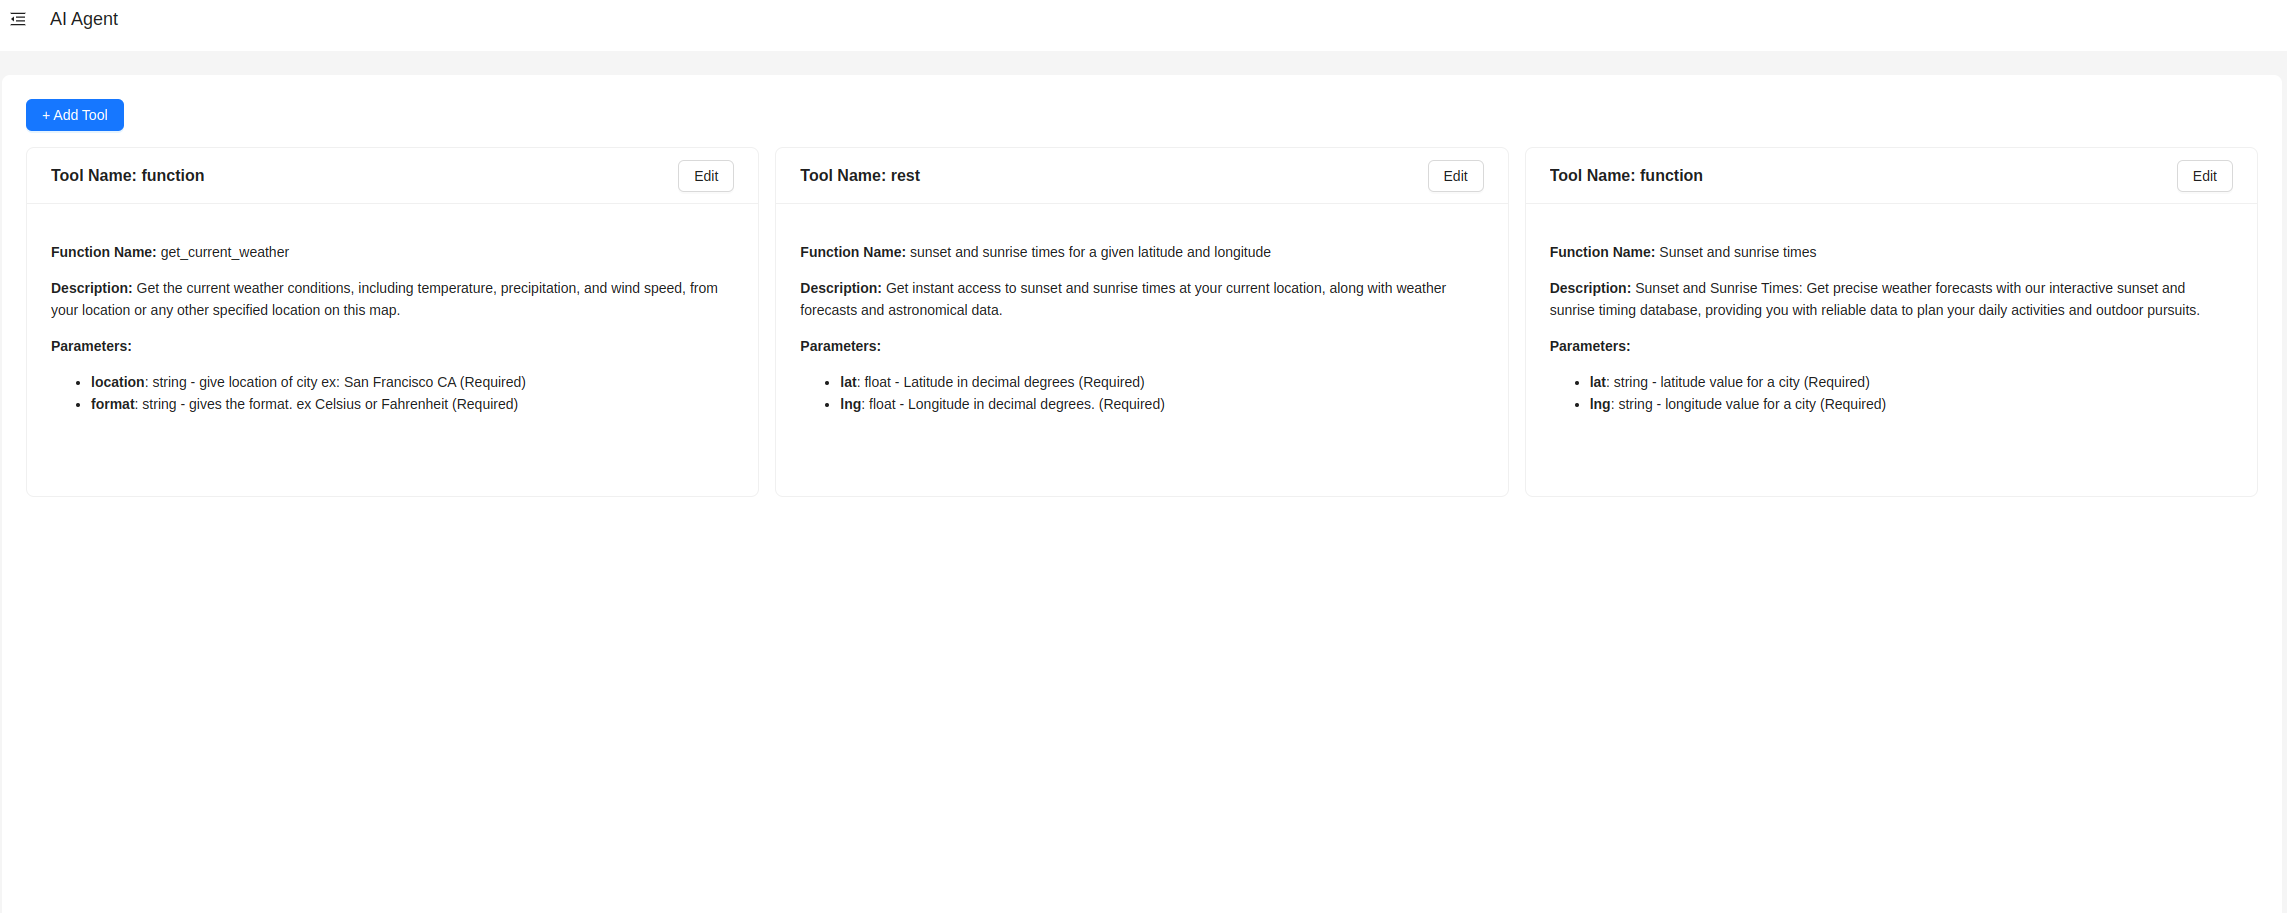 AI Agent
+ Add Tool
Tool Name: function
Edit
Function Name: get_current_weather
Description: Get the current weather conditions, including temperature, precipitation, and wind speed, from
your location or any other specified location on this map.
Parameters:
• location: string - give location of city ex: San Francisco CA (Required)
• format: string - gives the format. ex Celsius or Fahrenheit (Required)
Tool Name: rest
Edit
Function Name: sunset and sunrise times for a given latitude and longitude
Description: Get instant access to sunset and sunrise times at your current location, along with weather
forecasts and astronomical data.
Parameters:
• lat: float - Latitude in decimal degrees (Required)
• lng: float - Longitude in decimal degrees. (Required)
Tool Name: function
Edit
Function Name: Sunset and sunrise times
Description: Sunset and Sunrise Times: Get precise weather forecasts with our interactive sunset and
sunrise timing database, providing you with reliable data to plan your daily activities and outdoor pursuits.
Parameters:
• lat: string - latitude value for a city (Required)
• lng: string - longitude value for a city (Required)